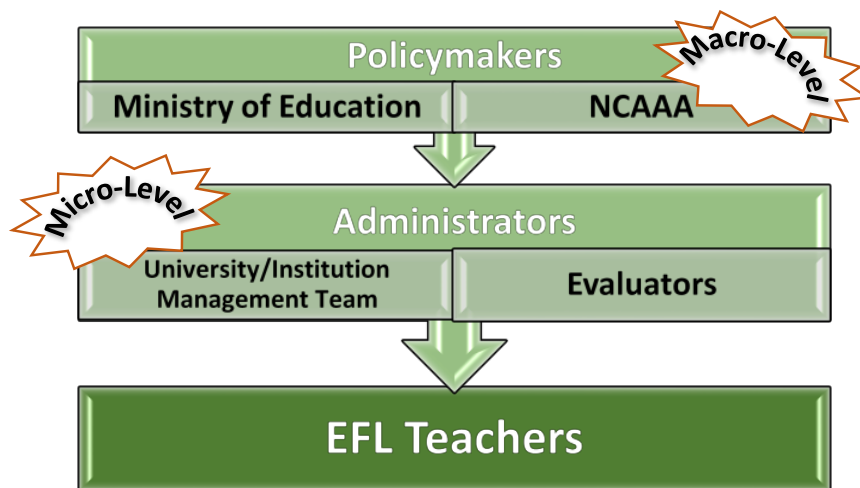 Policymakers
Macro-Level
Ministry of Education
NCAAA
Micro-Level
Administrators
University/Institution
Management Team
Evaluators
EFL Teachers